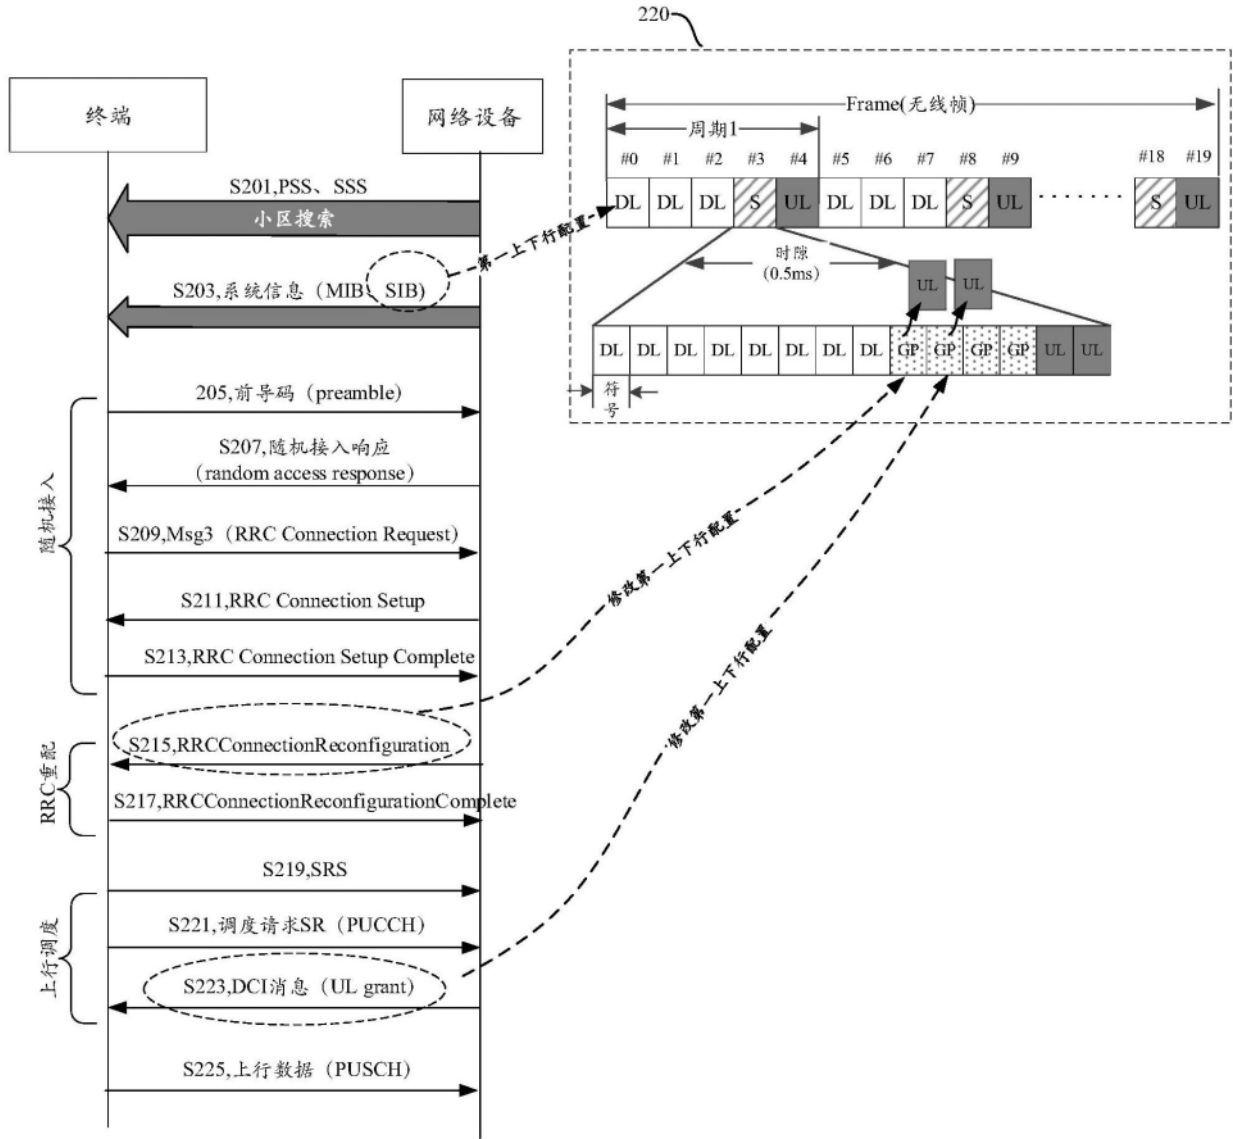 220
终端
网络设备
Frame(无线帧)
周期1
#0 #1 #2 #3 #4 #5 #6 #7 #8 #9 #18 #19
DL DL DL S UL DL DL DL S UL ······· S UL
时隙
(0.5ms)
UL UL
DL DL DL DL DL DL DL DL GP GP GP GP UL UL
符
号
第一上下行配置
修改第一上下行配置
修改第一上下行配置
S201,PSS、SSS
小区搜索
S203,系统信息（MIB、SIB)
205,前导码（preamble)
S207,随机接入响应
(random access response）
S209,Msg3（RRC Connection Request)
S211,RRC Connection Setup
S213,RRC Connection Setup Complete
随机接入
S215,RRCConnectionReconfiguration
S217,RRCConnectionReconfigurationComplete
RRC重配
S219,SRS
S221,调度请求SR（PUCCH）
S223,DCI消息（UL grant）
上行调度
S225,上行数据（PUSCH）